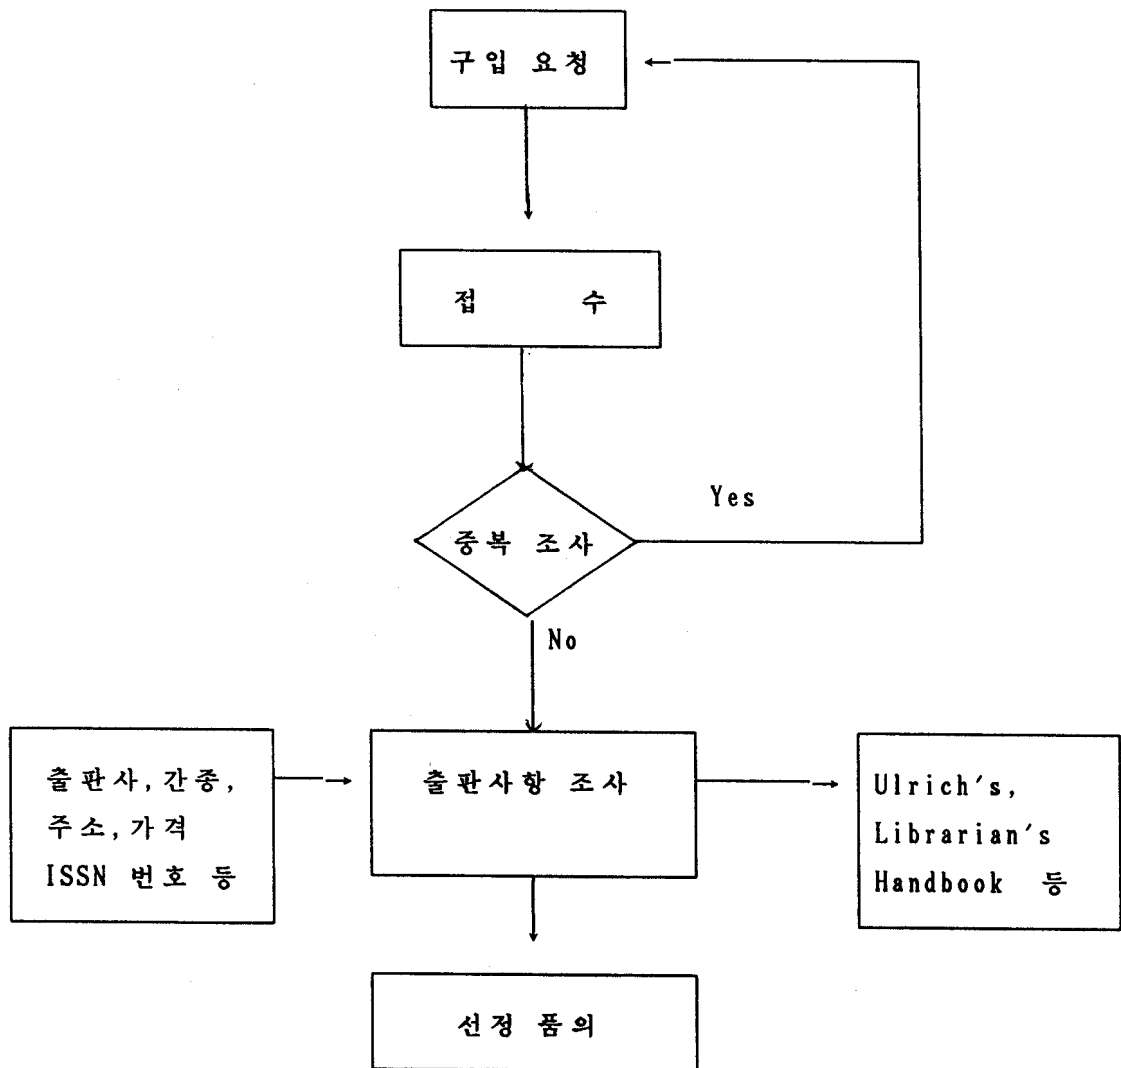 구입 요청
접 수
Yes
중복 조사
No
출판사, 간종,
주소, 가격
ISSN 번호 등
출판사항 조사
Ulrich's,
Librarian's
Handbook 등
선정 품의